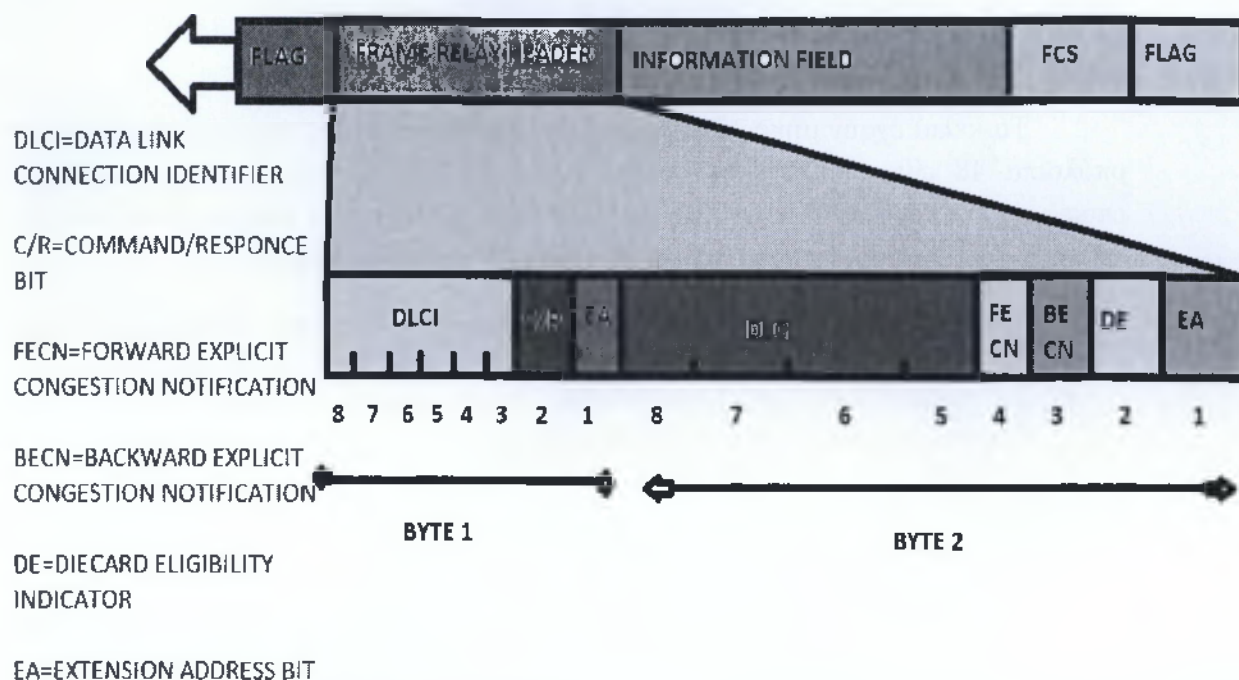 FLAG FRAME RELAY HEADER INFORMATION FIELD FCS FLAG
DLCI=DATA LINK
CONNECTION IDENTIFIER
C/R=COMMAND/RESPONCE
BIT
FECN=FORWARD EXPLICIT
CONGESTION NOTIFICATION
BECN=BACKWARD EXPLICIT
CONGESTION NOTIFICATION
DE=DIECARD ELIGIBILITY
INDICATOR
EA=EXTENSION ADDRESS BIT
DLCI EA FE BE DE EA
CN CN
8 7 6 5 4 3 2 1 8 7 6 5 4 3 2 1
BYTE 1 BYTE 2